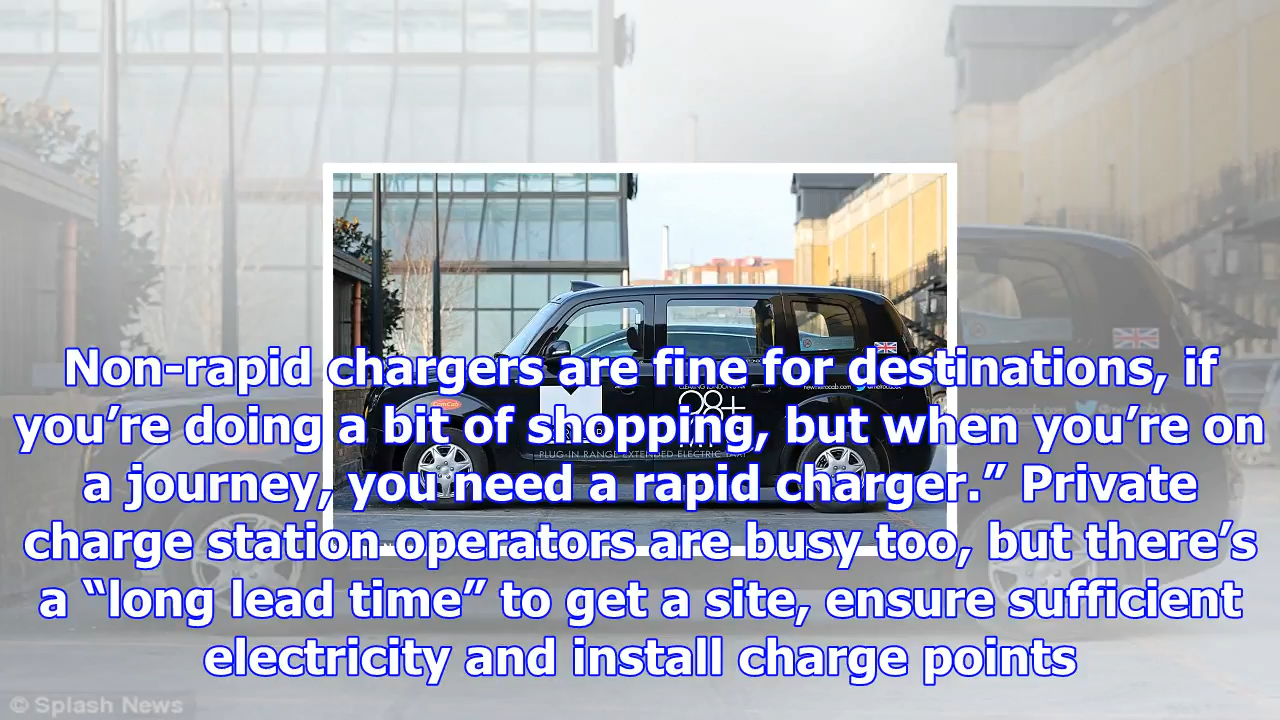 Non-rapid chargers are fine for destinations, if
you’re doing a bit of shopping, but when you’re on
a journey, you need a rapid charger.” Private
charge station operators are busy too, but there’s
a “long lead time” to get a site, ensure sufficient
electricity and install charge points
ComCab
28+
PLUG-IN RANGE EXTENDED ELECTRIC TAXI
© Splash News